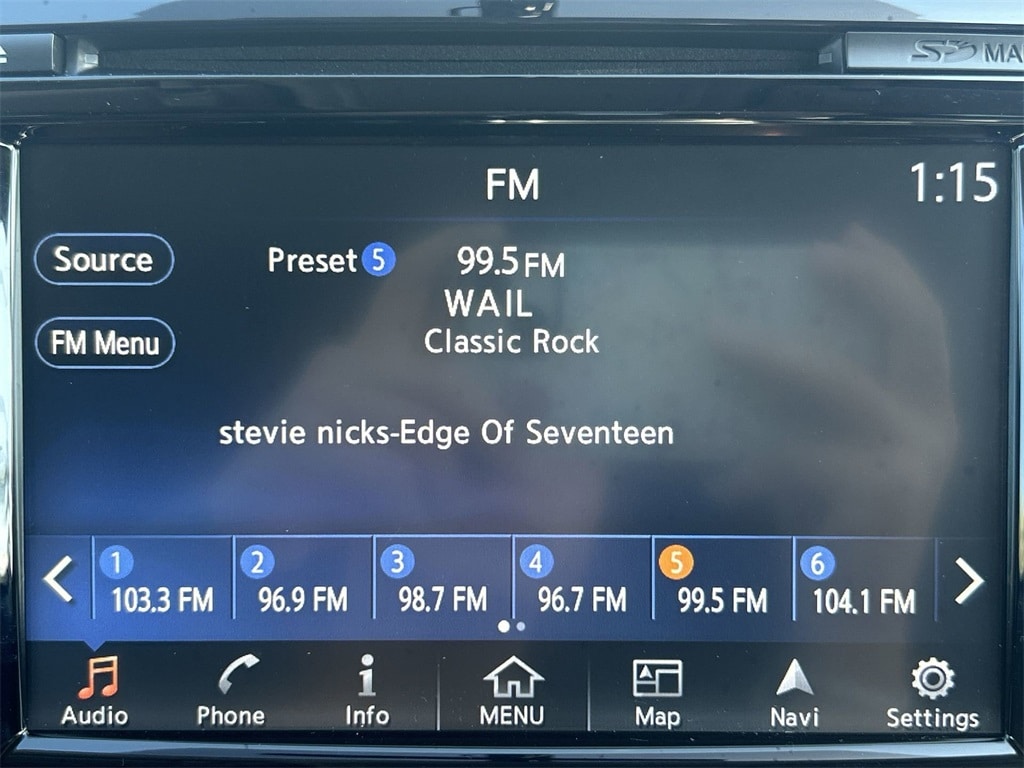 MA
FM
1:15
Source
Preset 5 99.5 FM
WAIL
FM Menu
Classic Rock
stevie nicks-Edge Of Seventeen
1 2 3 4 5 6
103.3 FM 96.9 FM 98.7 FM 96.7 FM 99.5 FM 104.1 FM
Audio Phone Info MENU Map Navi Settings